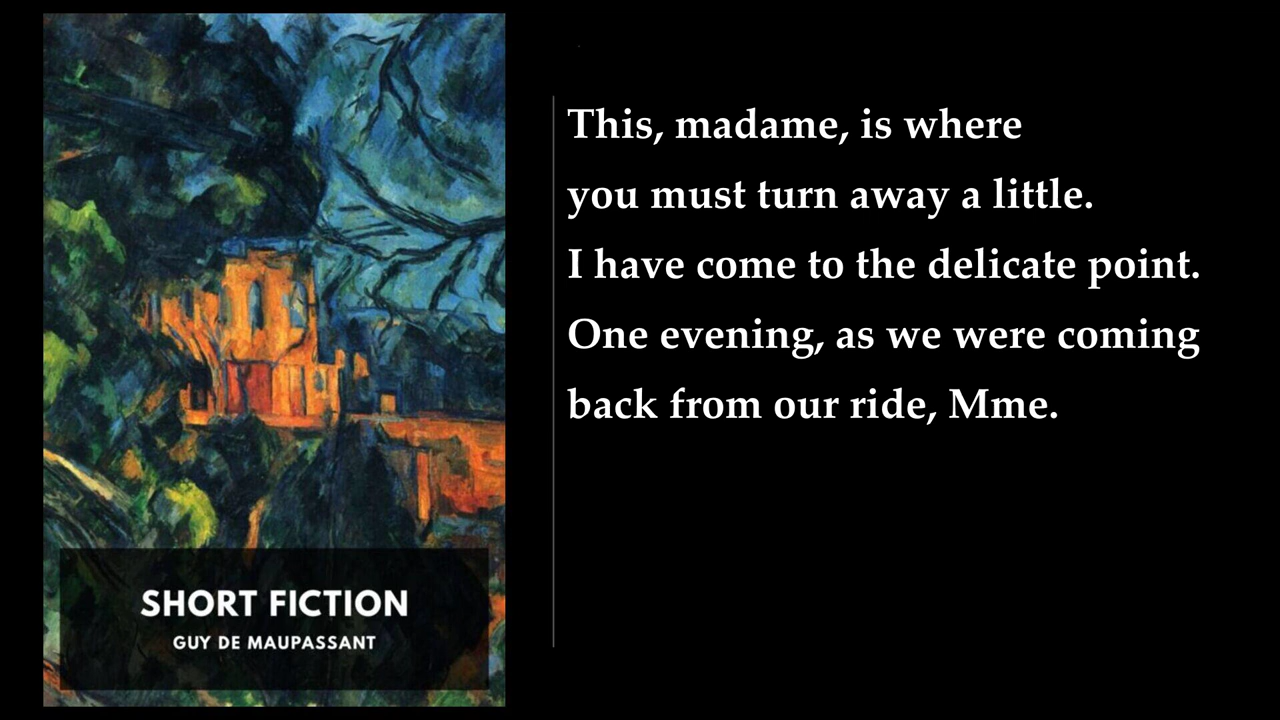 SHORT FICTION
GUY DE MAUPASSANT
This, madame, is where
you must turn away a little.
I have come to the delicate point.
One evening, as we were coming
back from our ride, Mme.